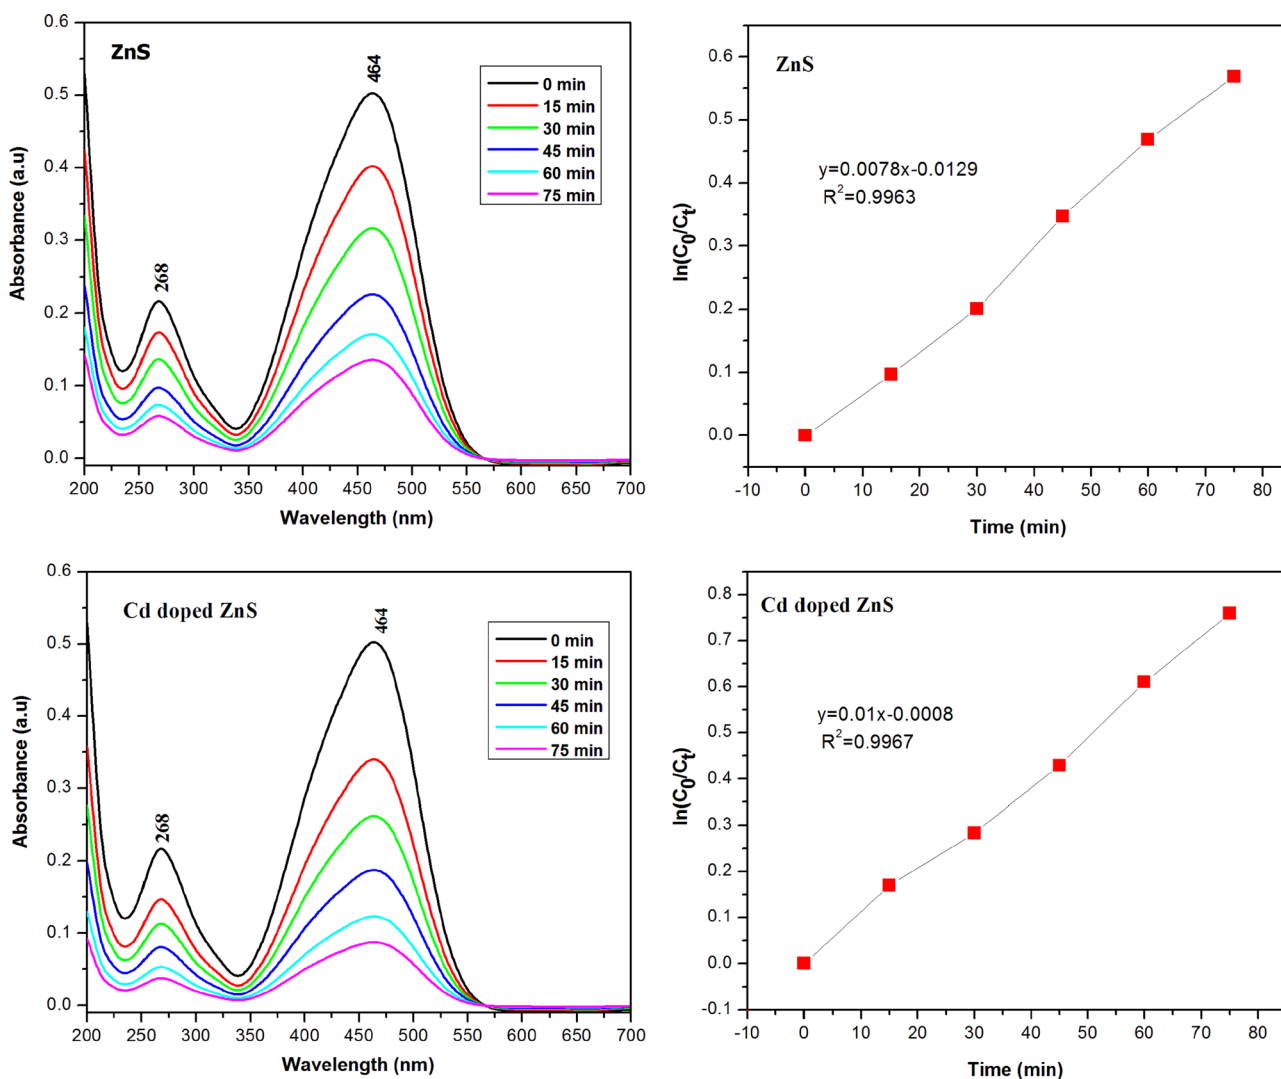 ZnS
464
268
0 min
15 min
30 min
45 min
60 min
75 min
0.6
0.5
0.4
0.3
0.2
0.1
0.0
Absorbance (a.u)
200 250 300 350 400 450 500 550 600 650 700
Wavelength (nm)
ZnS
y=0.0078x-0.0129
R²=0.9963
0.6
0.5
0.4
0.3
0.2
0.1
0.0
ln(C₀/Cₜ)
-10 0 10 20 30 40 50 60 70 80
Time (min)
Cd doped ZnS
464
268
0 min
15 min
30 min
45 min
60 min
75 min
0.6
0.5
0.4
0.3
0.2
0.1
0.0
Absorbance (a.u)
200 250 300 350 400 450 500 550 600 650 700
Wavelength (nm)
Cd doped ZnS
y=0.01x-0.0008
R²=0.9967
0.8
0.7
0.6
0.5
0.4
0.3
0.2
0.1
0.0
-0.1
ln(C₀/Cₜ)
-10 0 10 20 30 40 50 60 70 80
Time (min)